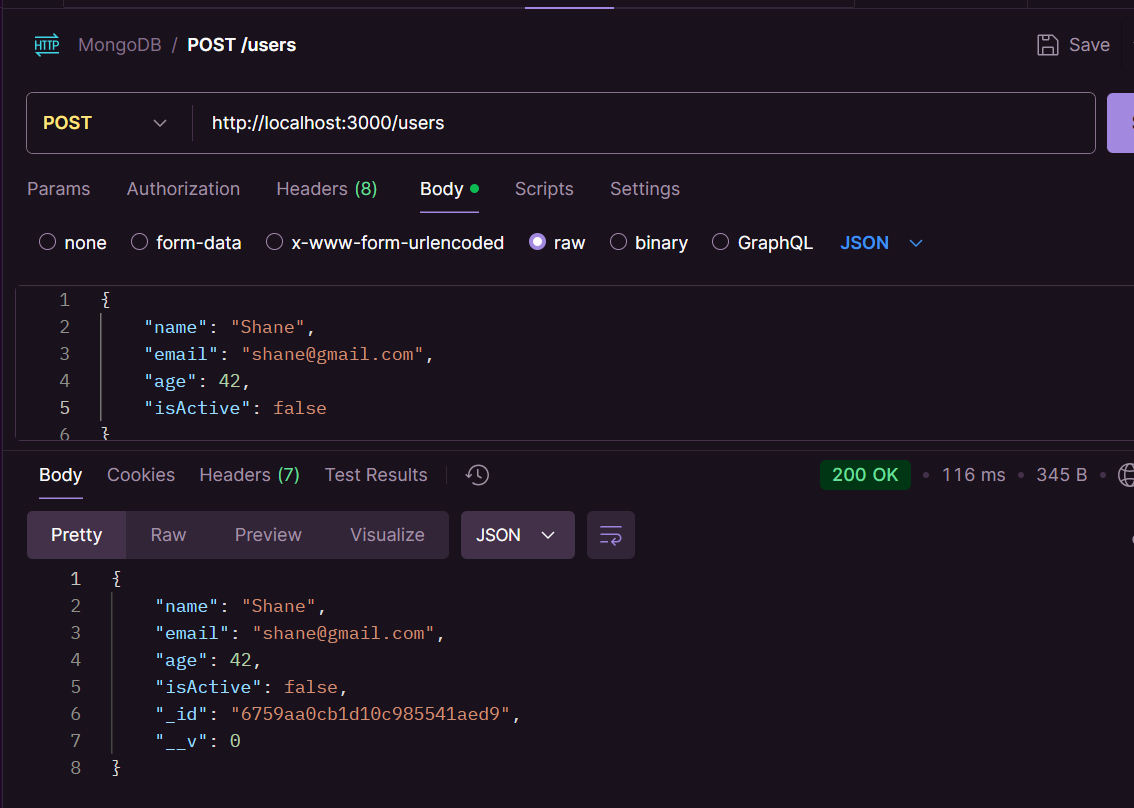 HTTP MongoDB / POST /users Save
POST http://localhost:3000/users
Params Authorization Headers (8) Body Scripts Settings
none form-data x-www-form-urlencoded raw binary GraphQL JSON
1 {
2 "name": "Shane",
3 "email": "shane@gmail.com",
4 "age": 42,
5 "isActive": false
6 }
Body Cookies Headers (7) Test Results 200 OK • 116 ms • 345 B •
Pretty Raw Preview Visualize JSON
1 {
2 "name": "Shane",
3 "email": "shane@gmail.com",
4 "age": 42,
5 "isActive": false,
6 "_id": "6759aa0cb1d10c985541aed9",
7 "__v": 0
8 }